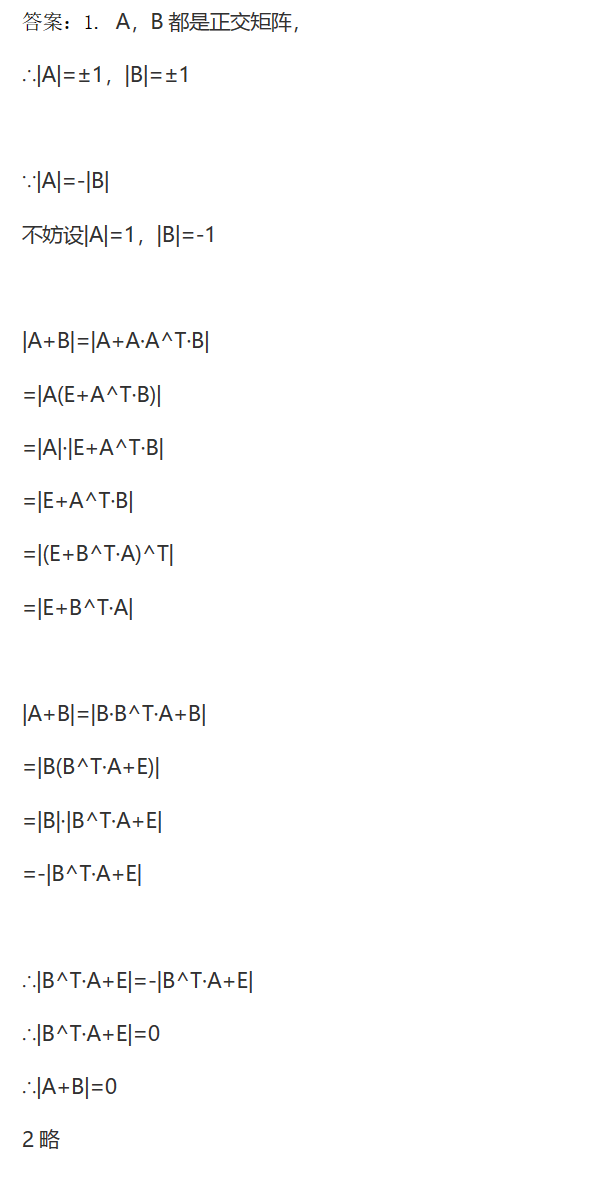 答案：1. A，B 都是正交矩阵，
∴|A|=±1，|B|=±1
∵|A|=-|B|
不妨设|A|=1，|B|=-1
|A+B|=|A+A·A^T·B|
=|A(E+A^T·B)|
=|A|·|E+A^T·B|
=|E+A^T·B|
=|(E+B^T·A)^T|
=|E+B^T·A|
|A+B|=|B·B^T·A+B|
=|B(B^T·A+E)|
=|B|·|B^T·A+E|
=-|B^T·A+E|
∴|B^T·A+E|=-|B^T·A+E|
∴|B^T·A+E|=0
∴|A+B|=0
2 略